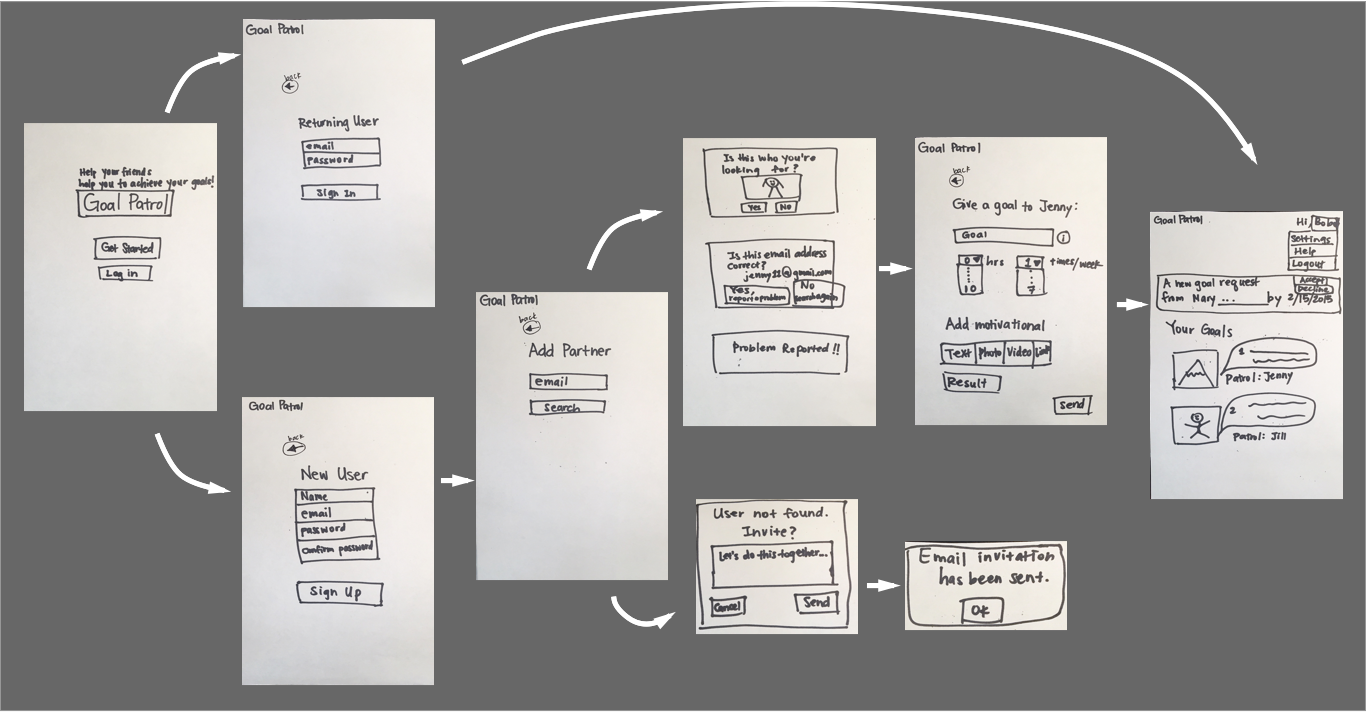 Help your friends
help you to achieve your goals!
Goal Patrol
Get Started
Log in
Goal Patrol
back
Returning User
email
password
Sign In
Goal Patrol
back
New User
Name
email
password
Confirm password
Sign Up
Goal Patrol
back
Add Partner
email
Search
Is this who you're
looking for?
Yes No
Is this email address
correct?
jenny11@gmail.com
Yes, No
report a problem search again
Problem Reported!!
User not found.
Invite?
Let's do this together...
Cancel Send
Email invitation
has been sent.
OK
Goal Patrol
back
Give a goal to Jenny:
Goal i
0 hrs 1 times/week
10 7
Add motivational
Text Photo Video Link
Result
Send
Goal Patrol
Hi,
Settings
Help
Logout
A new goal request Accept
Decline
from Mary ... by 2/15/2015
Your Goals
1
Patrol: Jenny
2
Patrol: Jill